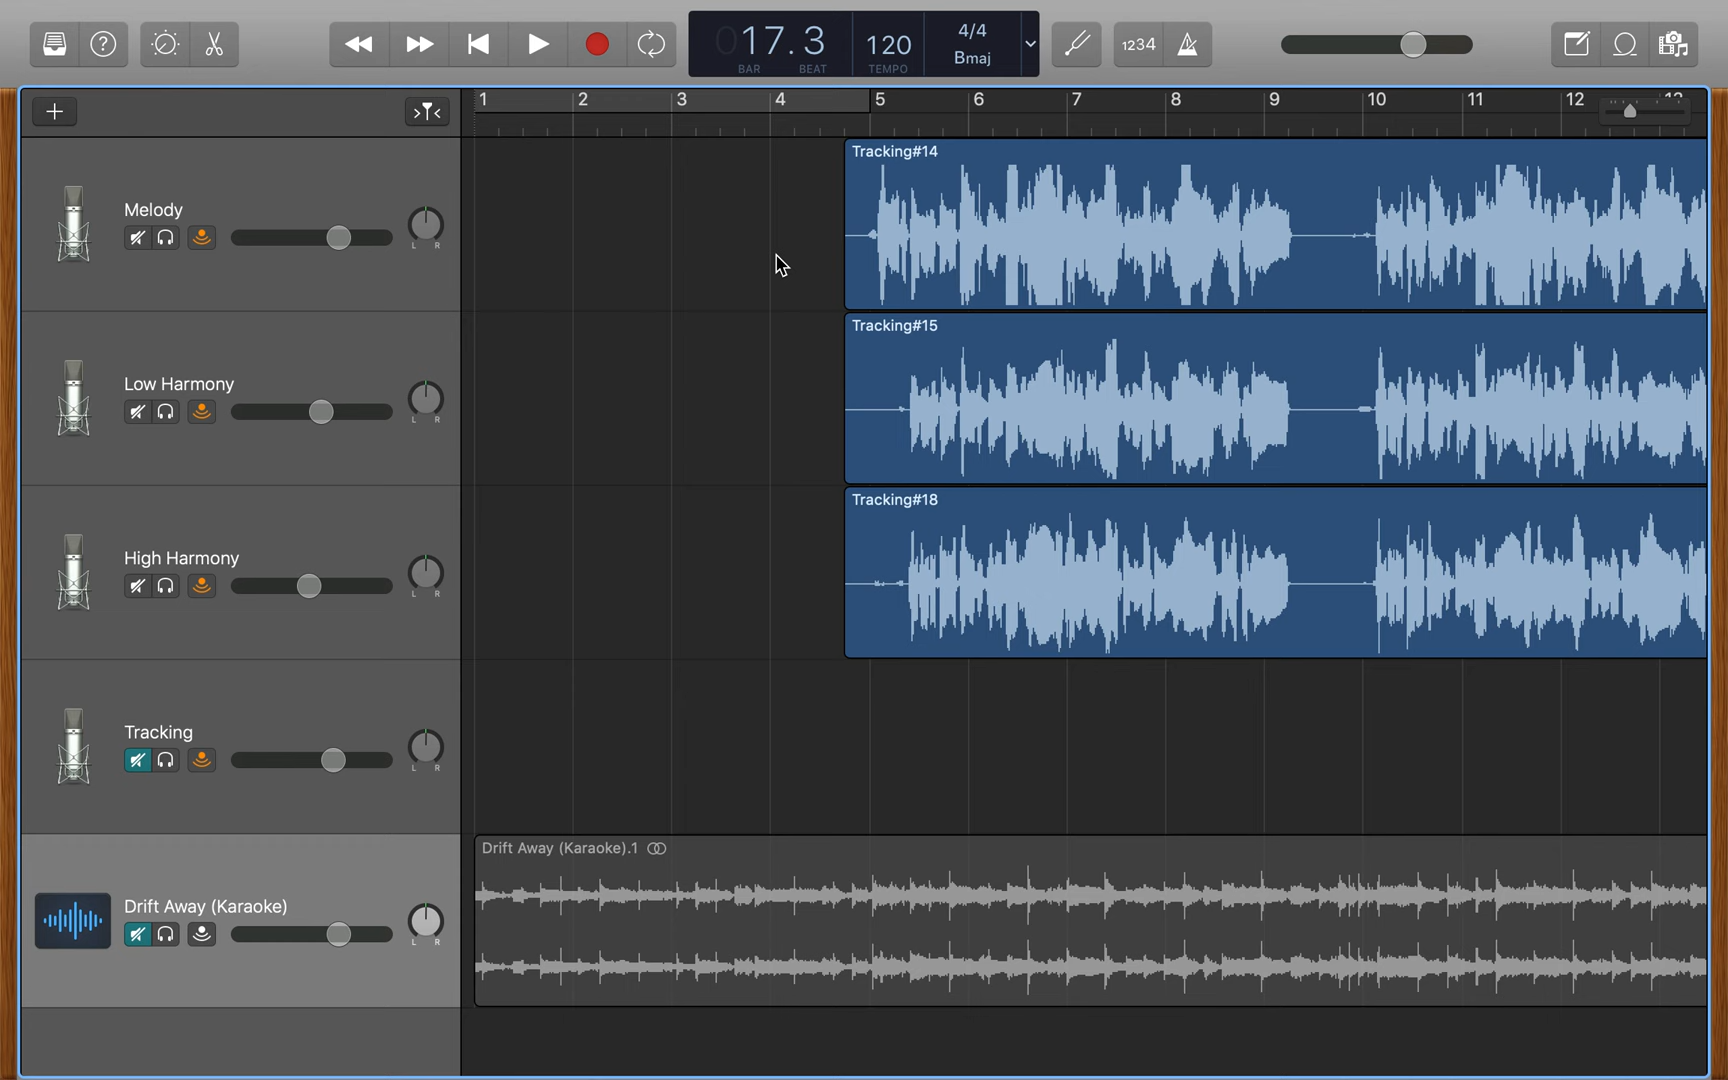 017.3
BAR BEAT
120
TEMPO
4/4
Bmaj
1234
1 2 3 4 5 6 7 8 9 10 11 12
Melody
L R
Tracking#14
Low Harmony
L R
Tracking#15
High Harmony
L R
Tracking#18
Tracking
L R
Drift Away (Karaoke)
L R
Drift Away (Karaoke).1